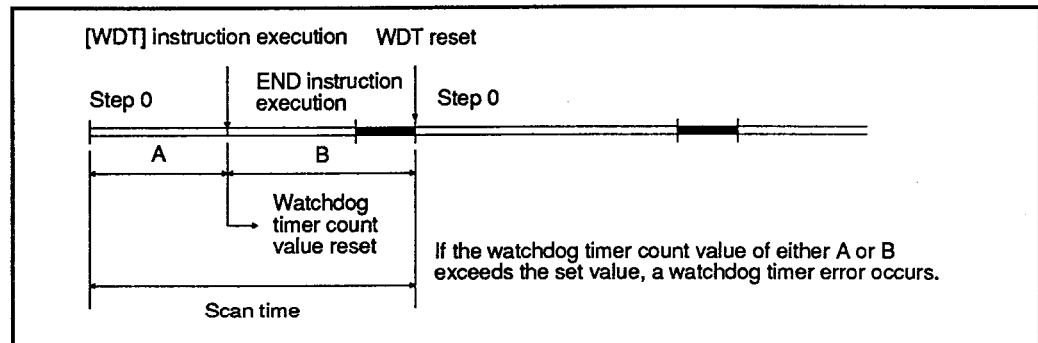 [WDT] instruction execution WDT reset
END instruction
execution
Step 0
Step 0
A
B
Watchdog
timer count
value reset
If the watchdog timer count value of either A or B
exceeds the set value, a watchdog timer error occurs.
Scan time